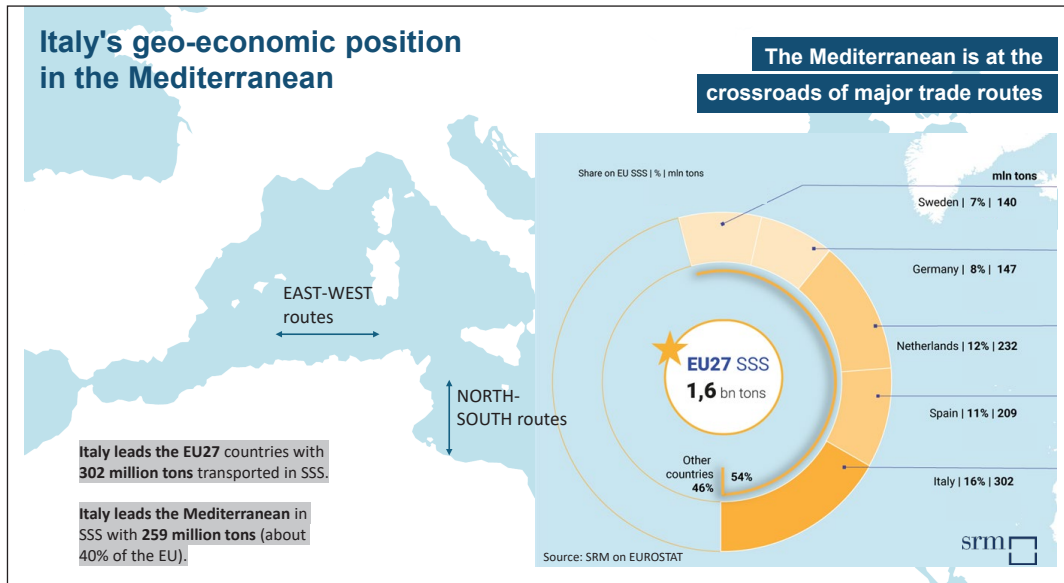 Italy's geo-economic position
in the Mediterranean
The Mediterranean is at the
crossroads of major trade routes
Share on EU SSS | % | mln tons
mln tons
Sweden | 7% | 140
Germany | 8% | 147
Netherlands | 12% | 232
Spain | 11% | 209
Italy | 16% | 302
EU27 SSS
1,6 bn tons
Other
countries
46%
54%
EAST-WEST
routes
NORTH-
SOUTH routes
Italy leads the EU27 countries with
302 million tons transported in SSS.
Italy leads the Mediterranean in
SSS with 259 million tons (about
40% of the EU).
Source: SRM on EUROSTAT
srm